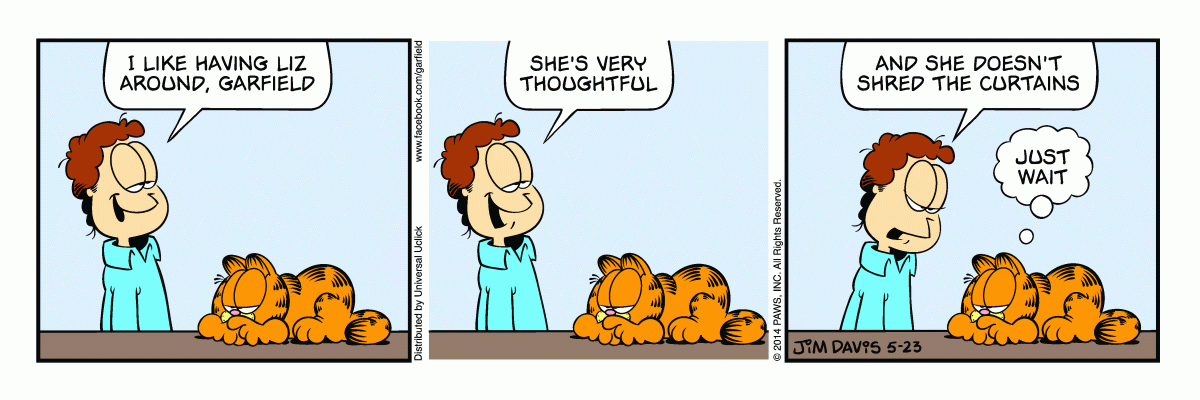 I LIKE HAVING LIZ
AROUND, GARFIELD
www.facebook.com/garfield
Distributed by Universal Uclick
SHE'S VERY
THOUGHTFUL
© 2014 PAWS, INC. All Rights Reserved.
AND SHE DOESN'T
SHRED THE CURTAINS
JUST
WAIT
JIM DAVIS 5-23